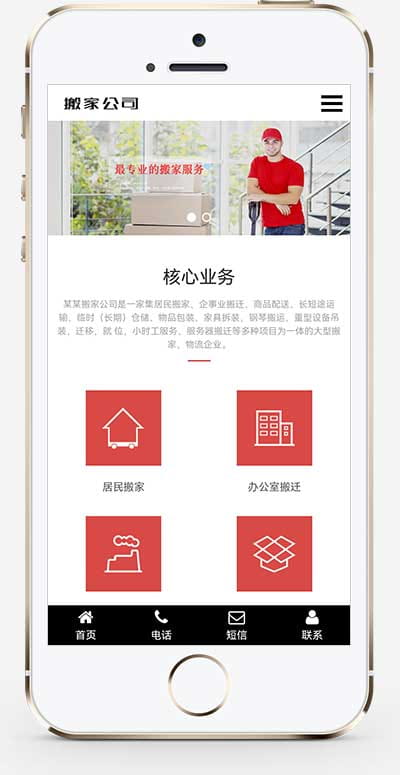 搬家公司
最专业的搬家服务
核心业务
某某搬家公司是一家集居民搬家、企事业搬迁、商品配送、长短途运
输、临时（长期）仓储、物品包装、家具拆装、钢琴搬运、重型设备吊
装、迁移、就 位、小时工服务、服务器搬迁等多种项目为一体的大型搬
家、物流企业。
居民搬家
办公室搬迁
首页
电话
短信
联系